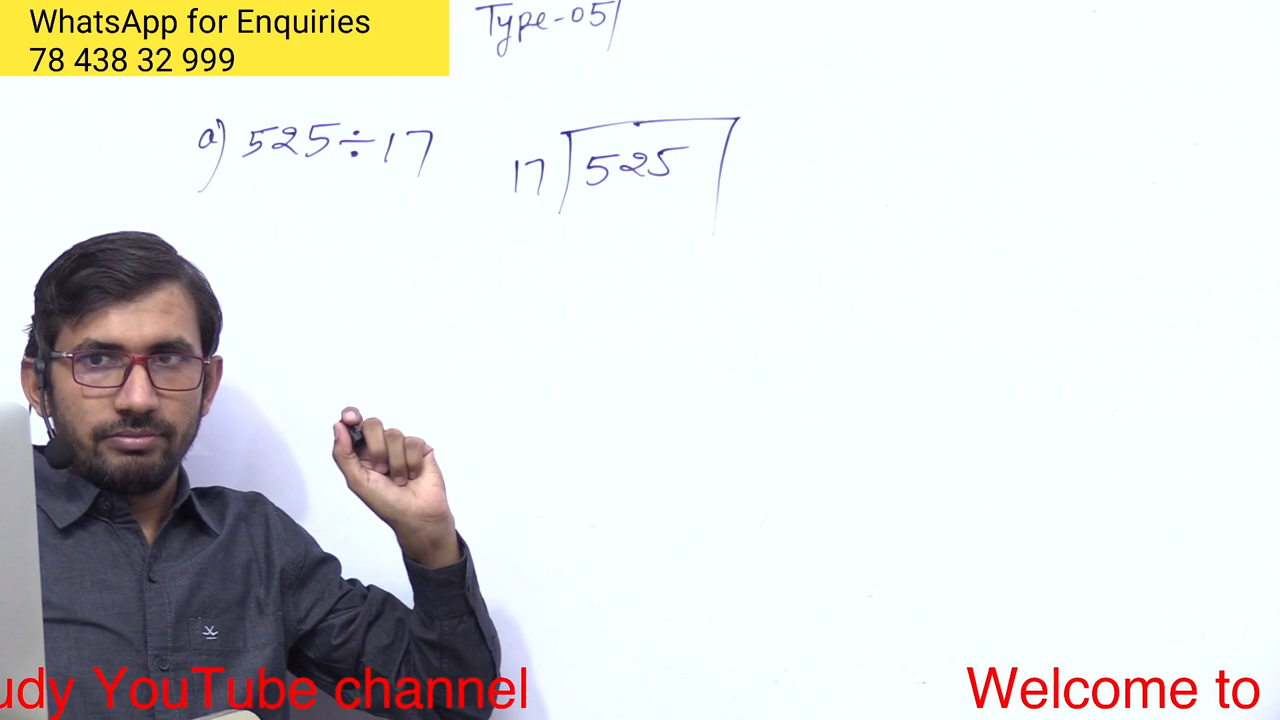 WhatsApp for Enquiries
78 438 32 999
Type-05/
a) 525÷17
17 525
udy YouTube channel
Welcome to